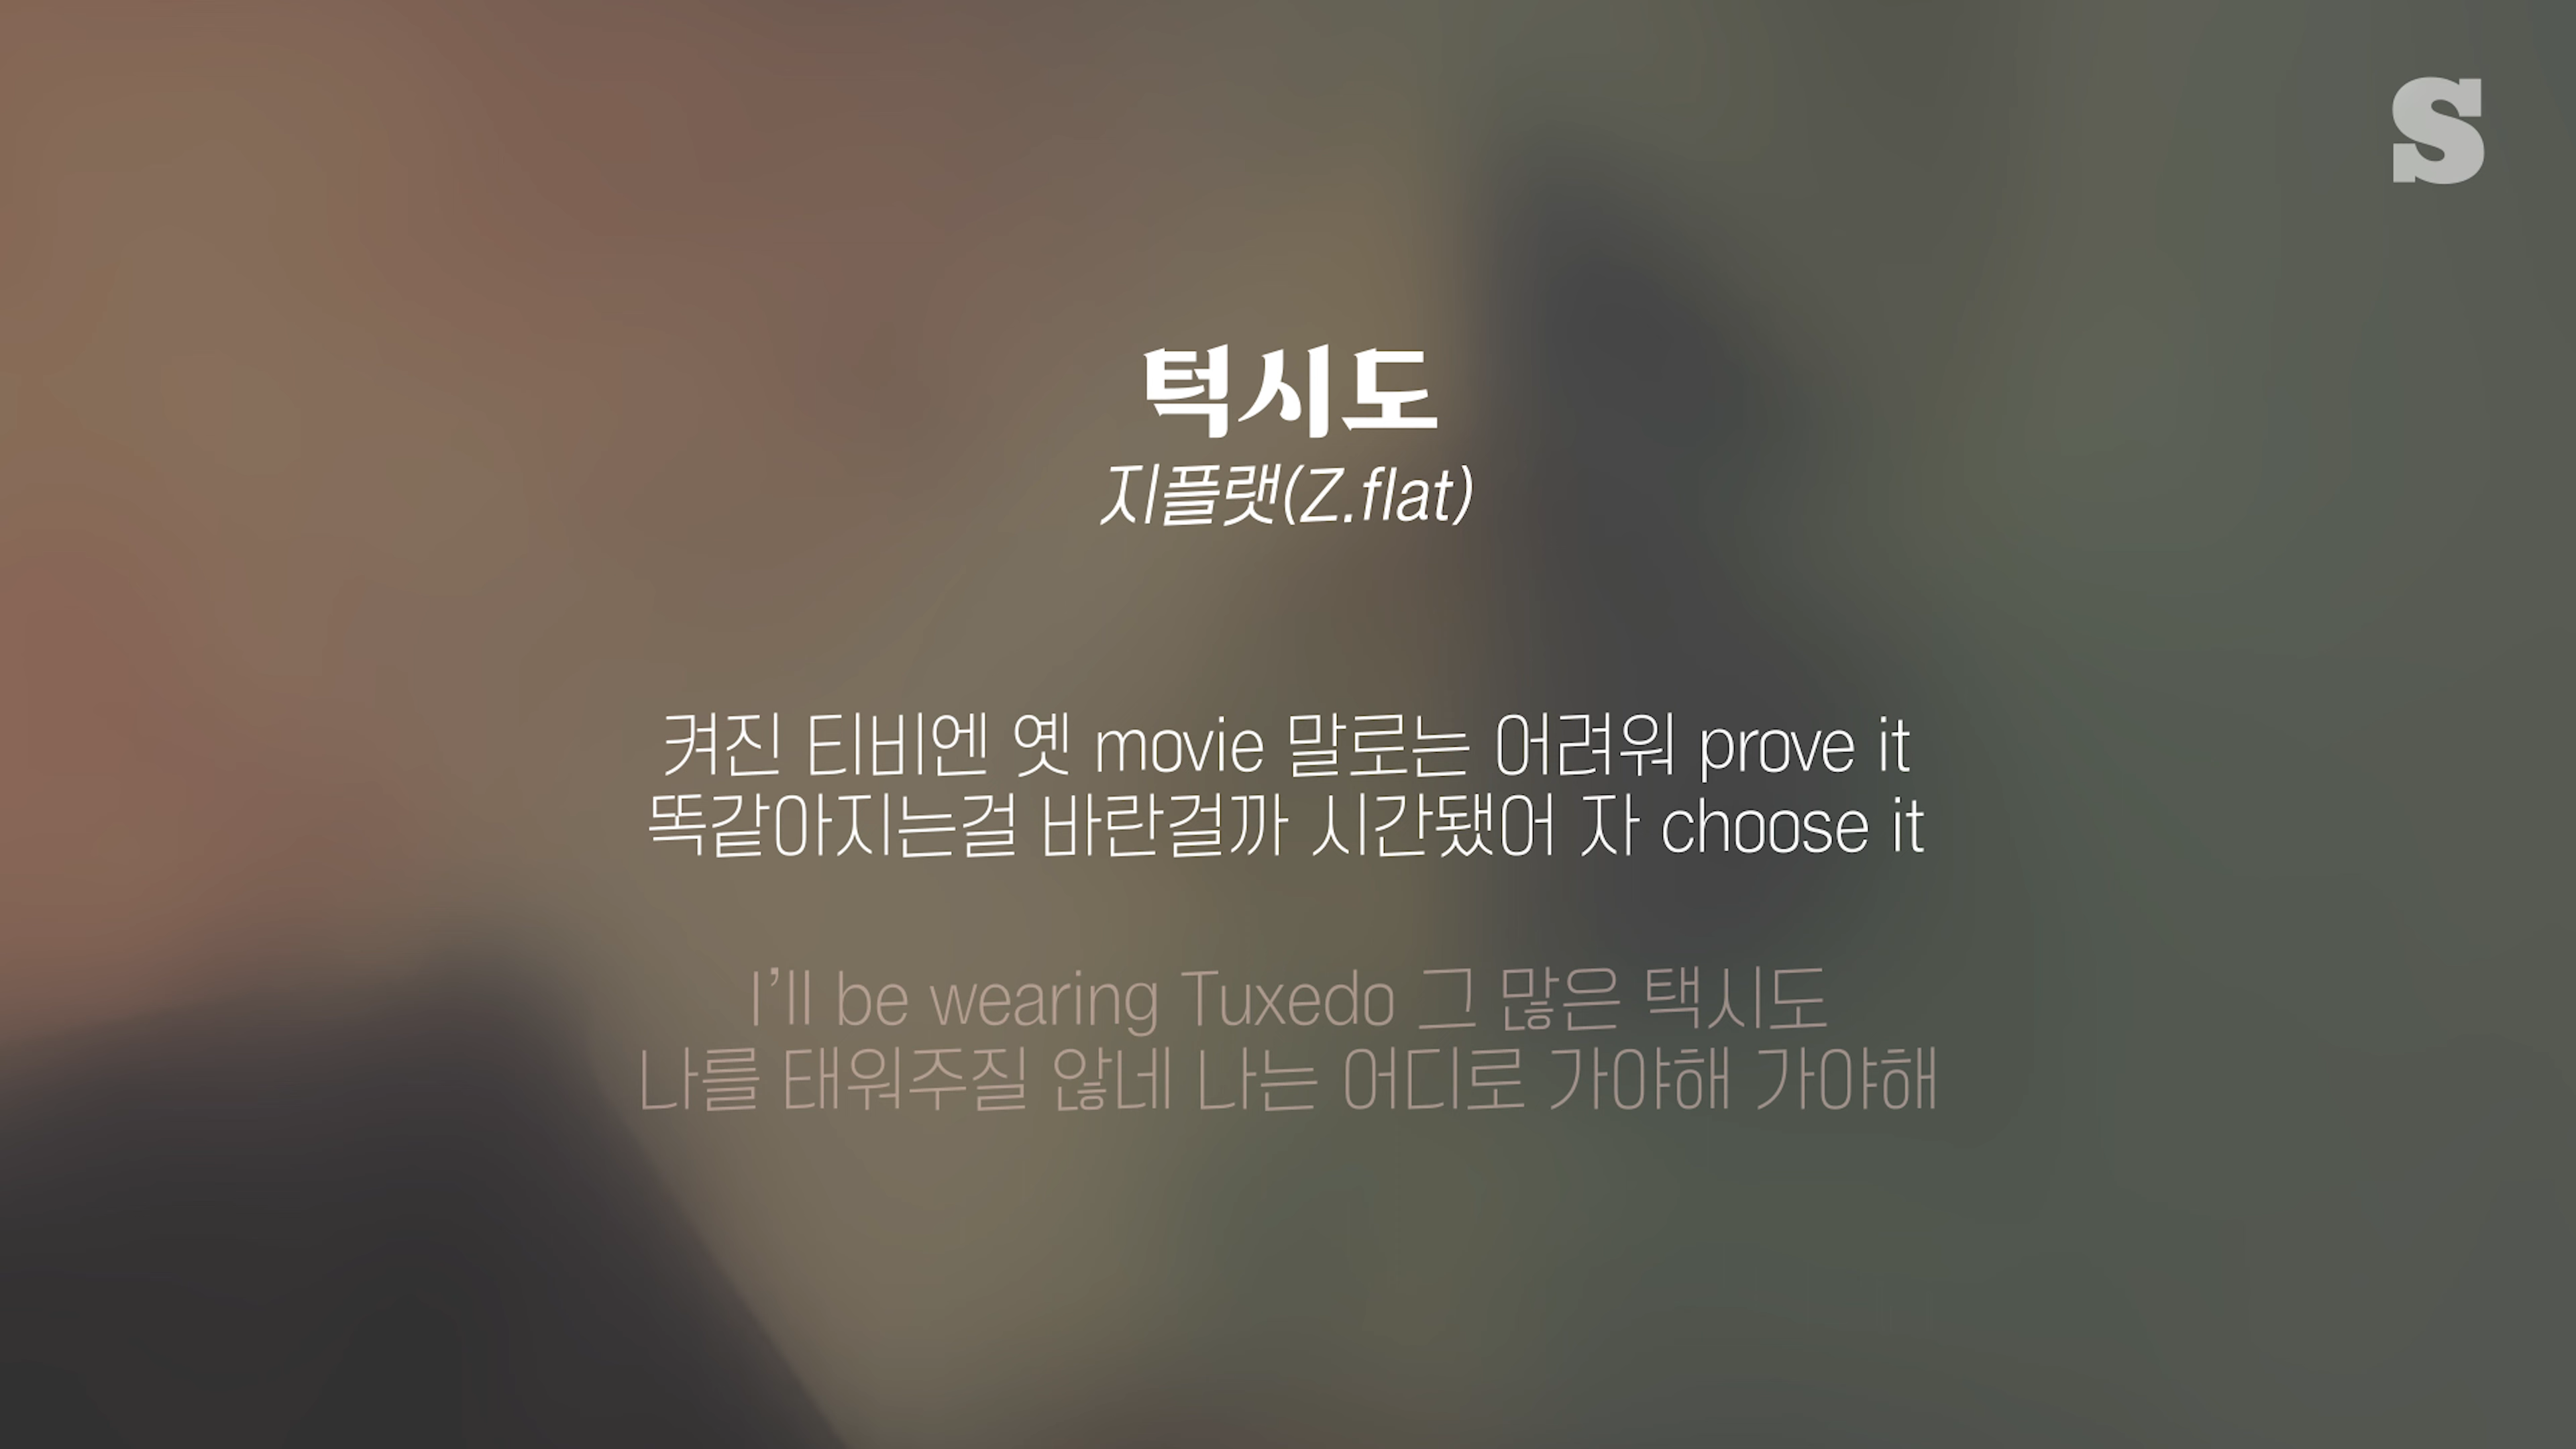 S
턱시도
지플랫(Z.flat)
켜진 티비엔 옛 movie 말로는 어려워 prove it
똑같아지는걸 바란걸까 시간됐어 자 choose it
I’ll be wearing Tuxedo 그 많은 택시도
나를 태워주질 않네 나는 어디로 가야해 가야해